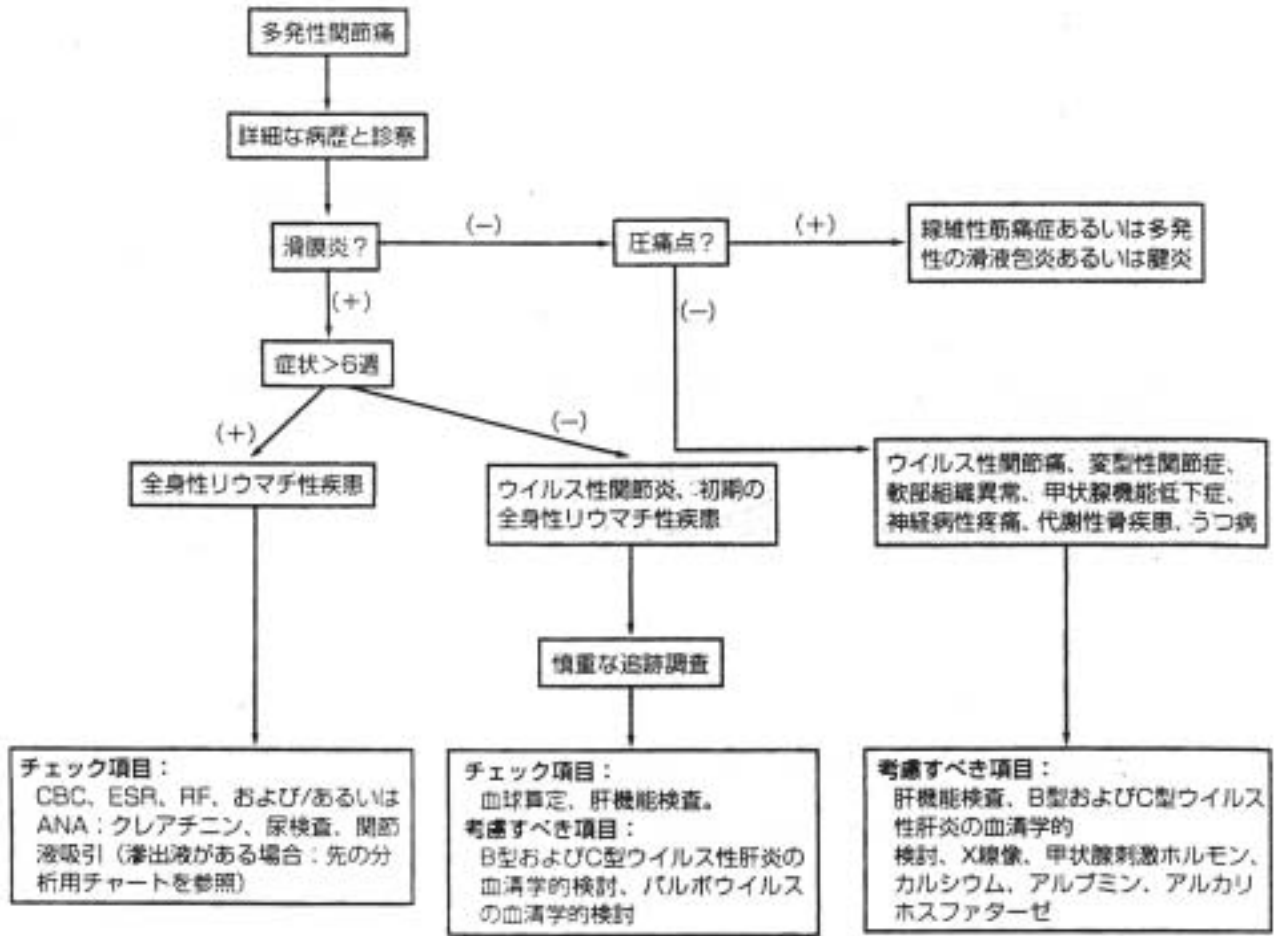 多発性関節痛
詳細な病歴と診察
滑膜炎？
(−)
圧痛点？
(+)
線維性筋痛症あるいは多発
性の滑液包炎あるいは腱炎
(+)
(−)
症状＞6週
(+)
(−)
全身性リウマチ性疾患
ウイルス性関節炎、初期の
全身性リウマチ性疾患
ウイルス性関節痛、変型性関節症、
軟部組織異常、甲状腺機能低下症、
神経病性疼痛、代謝性骨疾患、うつ病
慎重な追跡調査
チェック項目：
CBC、ESR、RF、および/あるいは
ANA：クレアチニン、尿検査、関節
液吸引（滲出液がある場合：先の分
析用チャートを参照）
チェック項目：
血球算定、肝機能検査。
考慮すべき項目：
B型およびC型ウイルス性肝炎の
血清学的検討、パルボウイルス
の血清学的検討
考慮すべき項目：
肝機能検査、B型およびC型ウイルス
性肝炎の血清学的
検討、X線像、甲状腺刺激ホルモン、
カルシウム、アルブミン、アルカリ
ホスファターゼ